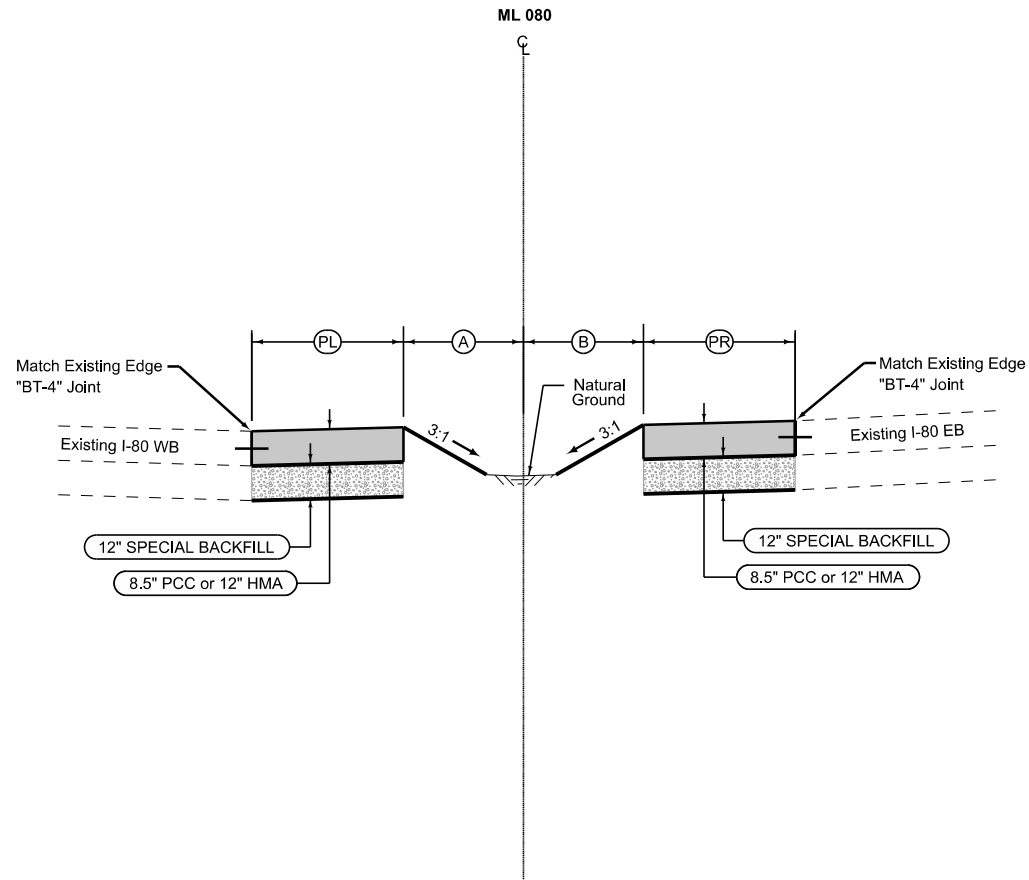 ML 080
℄
PL
A
B
PR
Match Existing Edge
"BT-4" Joint
Natural
Ground
Match Existing Edge
"BT-4" Joint
Existing I-80 WB
3:1
3:1
Existing I-80 EB
12" SPECIAL BACKFILL
12" SPECIAL BACKFILL
8.5" PCC or 12" HMA
8.5" PCC or 12" HMA